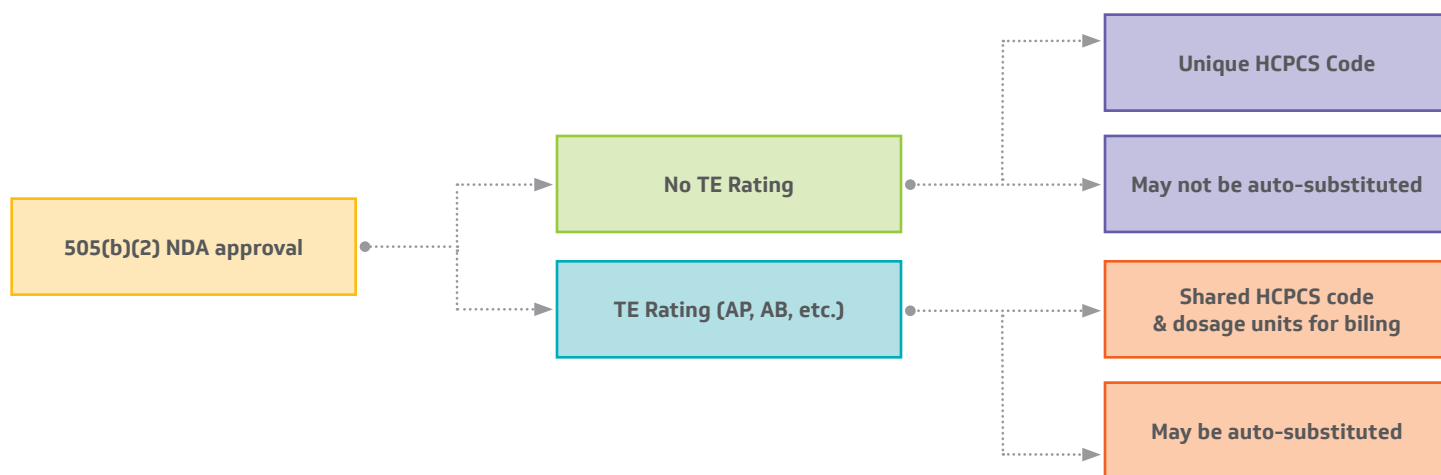 Unique HCPCS Code
No TE Rating
May not be auto-substituted
505(b)(2) NDA approval
TE Rating (AP, AB, etc.)
Shared HCPCS code
& dosage units for biling
May be auto-substituted